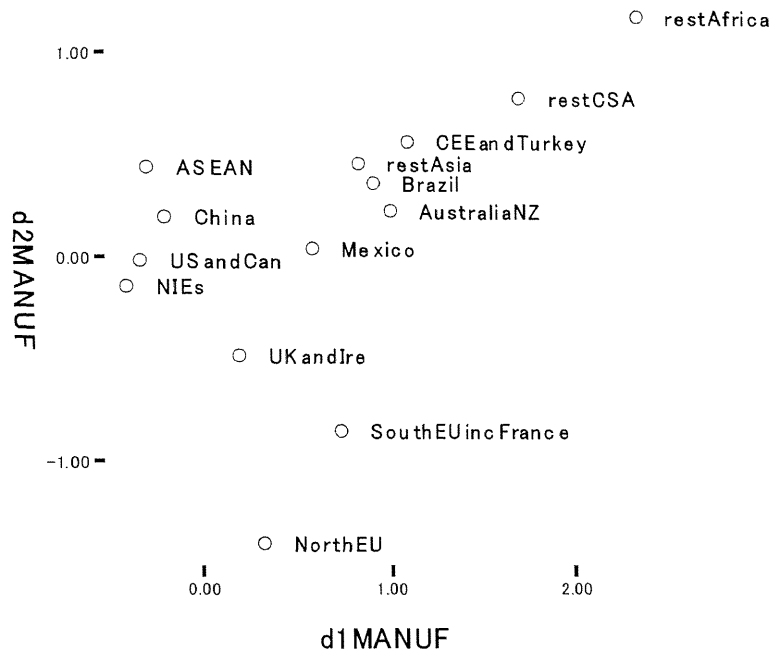 restAfrica
1.00
restCSA
CEEandTurkey
restAsia
ASEAN
Brazil
AustraliaNZ
China
d2MANUF
Mexico
0.00
USandCan
NIEs
UKandIre
SouthEUincFrance
-1.00
NorthEU
0.00 1.00 2.00
d1MANUF